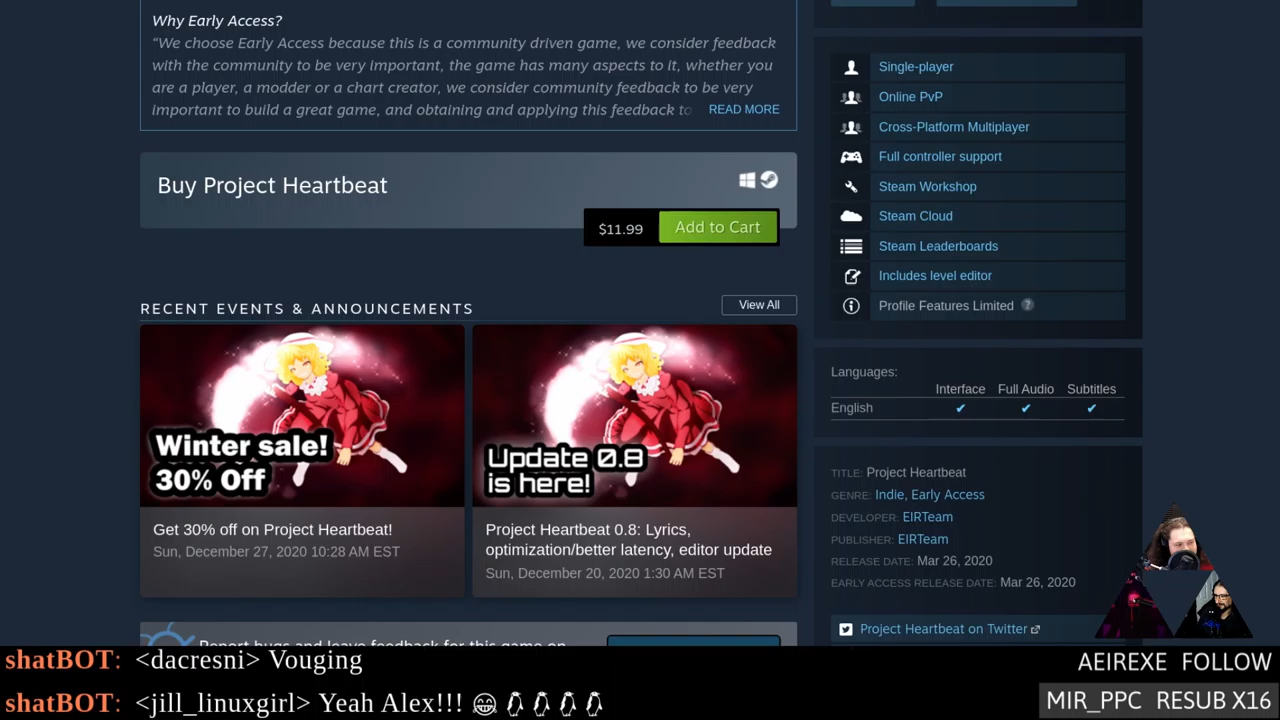 Why Early Access?
“We choose Early Access because this is a community driven game, we consider feedback
with the community to be very important, the game has many aspects to it, whether you
are a player, a modder or a chart creator, we consider community feedback to be very
important to build a great game, and obtaining and applying this feedback to READ MORE
Buy Project Heartbeat
$11.99 Add to Cart
RECENT EVENTS & ANNOUNCEMENTS View All
Winter sale!
30% Off
Get 30% off on Project Heartbeat!
Sun, December 27, 2020 10:28 AM EST
Update 0.8
is here!
Project Heartbeat 0.8: Lyrics,
optimization/better latency, editor update
Sun, December 20, 2020 1:30 AM EST
Report bugs and leave feedback for this game on
Single-player
Online PvP
Cross-Platform Multiplayer
Full controller support
Steam Workshop
Steam Cloud
Steam Leaderboards
Includes level editor
Profile Features Limited ?
Languages:
Interface Full Audio Subtitles
English ✔ ✔ ✔
TITLE: Project Heartbeat
GENRE: Indie, Early Access
DEVELOPER: EIRTeam
PUBLISHER: EIRTeam
RELEASE DATE: Mar 26, 2020
EARLY ACCESS RELEASE DATE: Mar 26, 2020
Project Heartbeat on Twitter
shatBOT: <dacresni> Vouging
shatBOT: <jill_linuxgirl> Yeah Alex!!! 😁🐧🐧🐧🐧
AEIREXE FOLLOW
MIR_PPC RESUB X16